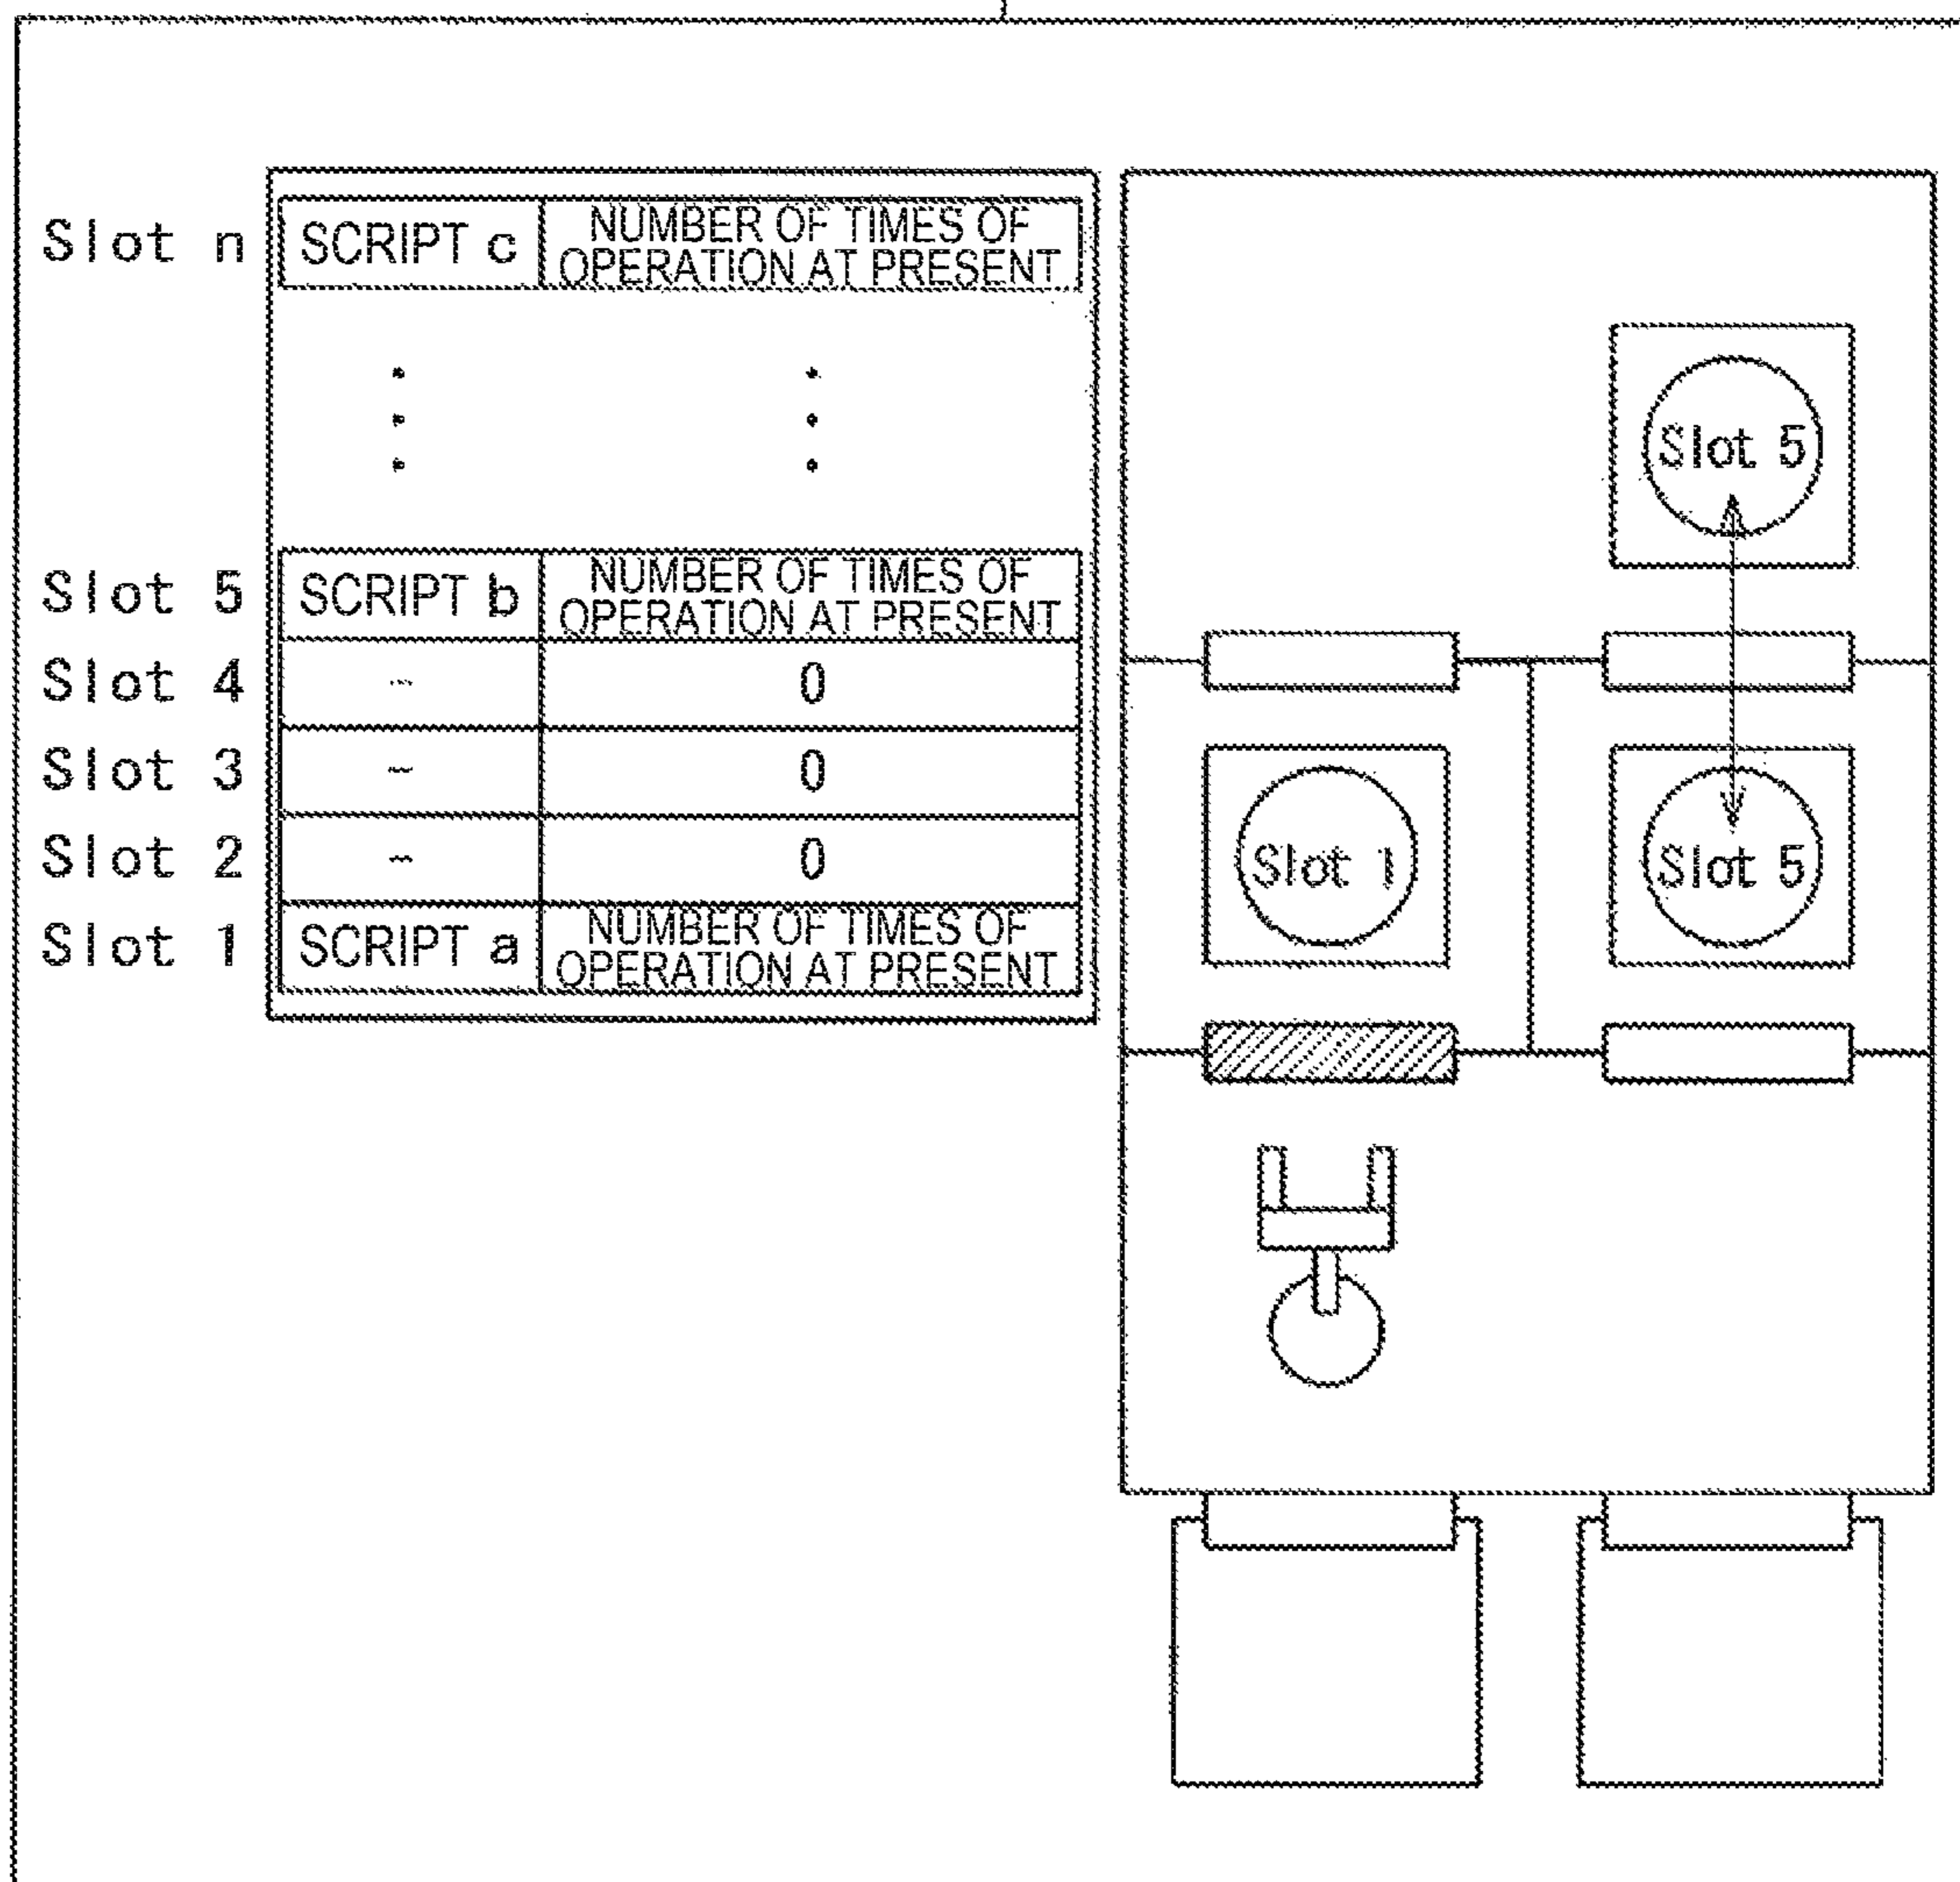 Slot n SCRIPT c NUMBER OF TIMES OF
OPERATION AT PRESENT
Slot 5 SCRIPT b NUMBER OF TIMES OF
OPERATION AT PRESENT
Slot 4 - 0
Slot 3 - 0
Slot 2 - 0
Slot 1 SCRIPT a NUMBER OF TIMES OF
OPERATION AT PRESENT
Slot 5
Slot 1
Slot 5